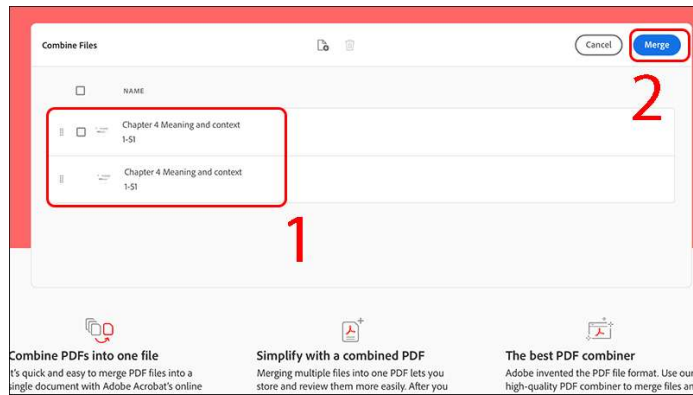 Combine Files
Cancel
Merge
2
NAME
Chapter 4 Meaning and context
1-S1
Chapter 4 Meaning and context
1-S1
1
Combine PDFs into one file
t's quick and easy to merge PDF files into a
single document with Adobe Acrobat's online
Simplify with a combined PDF
Merging multiple files into one PDF lets you
store and review them more easily. After you
The best PDF combiner
Adobe invented the PDF file format. Use our
high-quality PDF combiner to merge files an